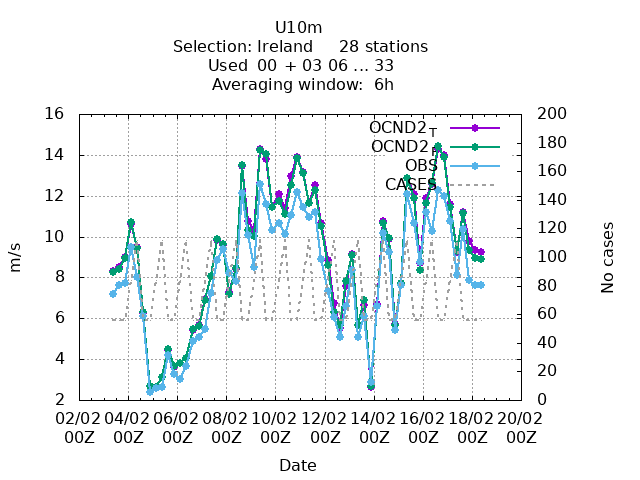 U10m
Selection: Ireland 28 stations
Used 00 + 03 06 ... 33
Averaging window: 6h
OCND2 T
OCND2
OBS
CASES
m/s
16
14
12
10
8
6
4
2
No cases
200
180
160
140
120
100
80
60
40
20
0
02/02 04/02 06/02 08/02 10/02 12/02 14/02 16/02 18/02 20/02
00Z 00Z 00Z 00Z 00Z 00Z 00Z 00Z 00Z 00Z
Date